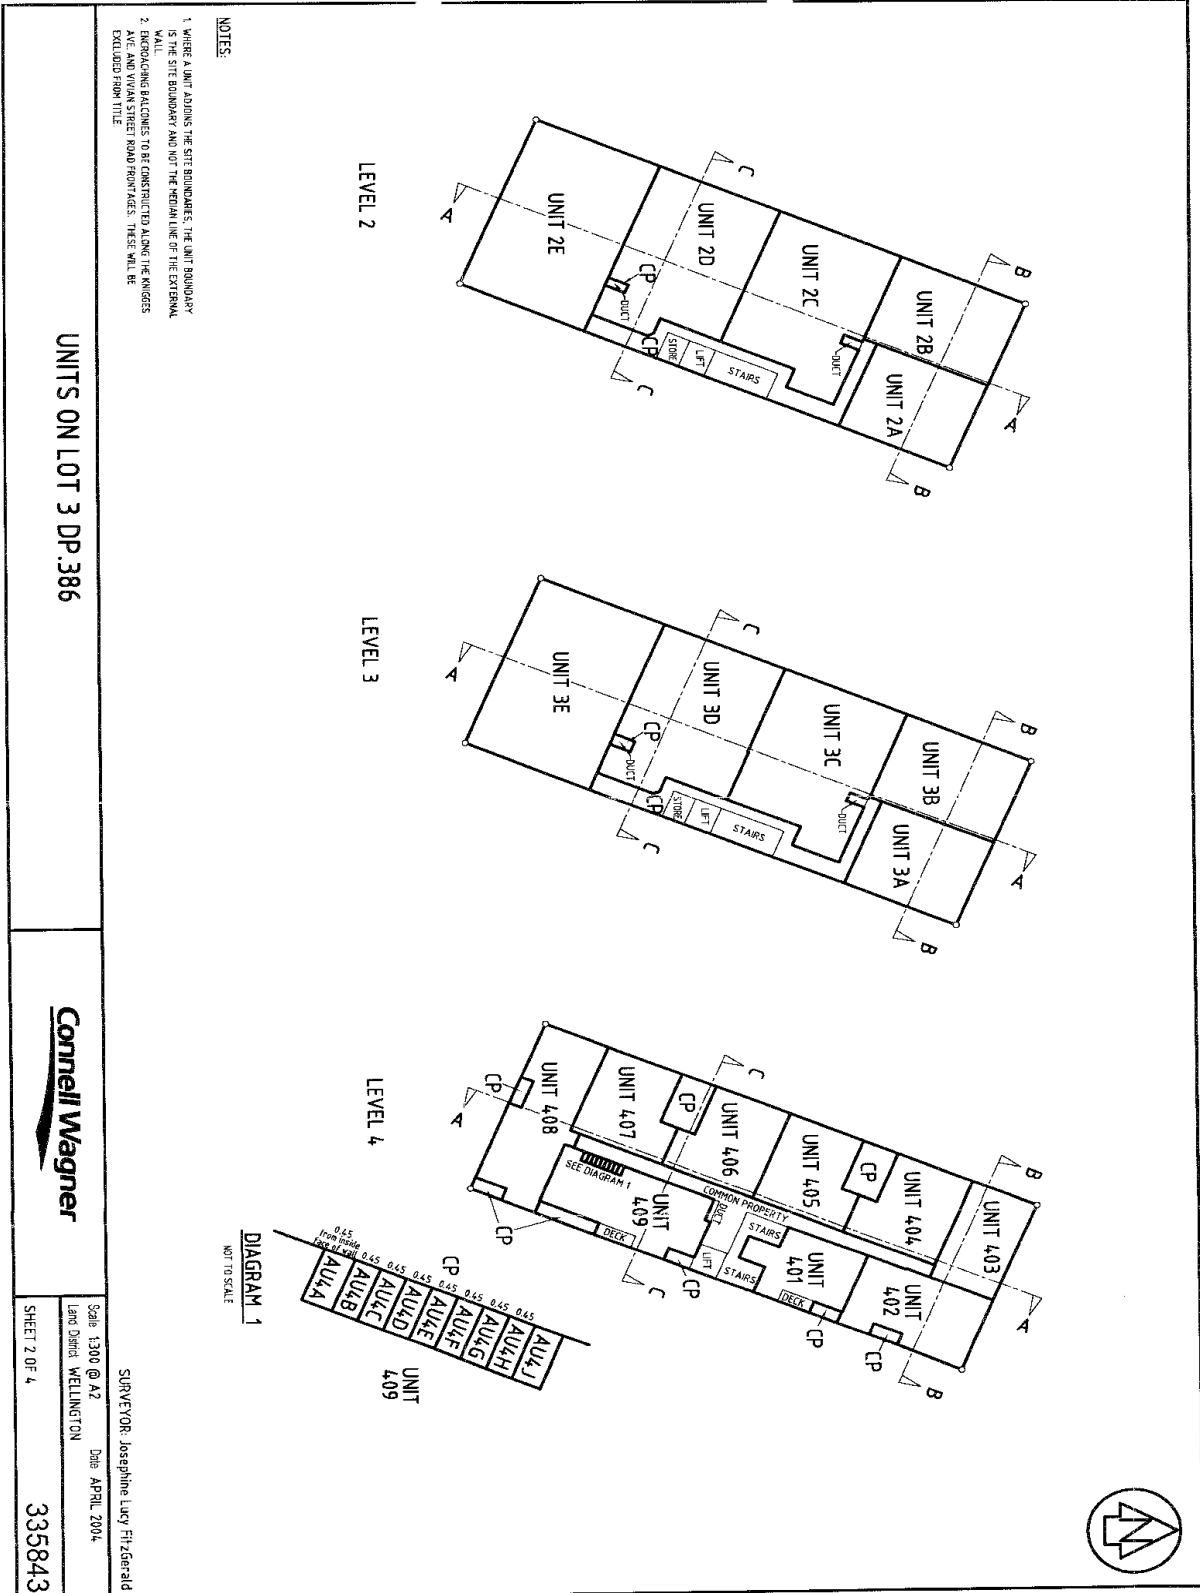 NOTES:
1. WHERE A UNIT ADJOINS THE SITE BOUNDARIES, THE UNIT BOUNDARY
IS THE SITE BOUNDARY AND NOT THE MEDIAN LINE OF THE EXTERNAL
WALL.
2. ENCROACHING BALCONIES TO BE CONSTRUCTED ALONG THE KNIGGES
AVE. AND VIVIAN STREET ROAD FRONTAGES. THESE WILL BE
EXCLUDED FROM TITLE.
LEVEL 2
A
C
B
UNIT 2E
UNIT 2D
UNIT 2C
UNIT 2B
UNIT 2A
CP
DUCT
CP
STORE
LIFT
STAIRS
DUCT
C
A
B
LEVEL 3
A
C
B
UNIT 3E
UNIT 3D
UNIT 3C
UNIT 3B
UNIT 3A
CP
DUCT
CP
STORE
LIFT
STAIRS
DUCT
C
A
B
LEVEL 4
A
C
B
CP
UNIT 408
UNIT 407
CP
UNIT 406
UNIT 405
CP
UNIT 404
UNIT 403
SEE DIAGRAM 1
UNIT
409
COMMON PROPERTY
DUCT
STAIRS
LIFT
STAIRS
UNIT
401
UNIT
402
DECK
DECK
CP
CP
CP
CP
C
A
B
DIAGRAM 1
NOT TO SCALE
0.45
from inside
face of wall
0.45
0.45
0.45
0.45
0.45
0.45
0.45
CP
AU4A
AU4B
AU4C
AU4D
AU4E
AU4F
AU4G
AU4H
AU4J
UNIT
409
N
UNITS ON LOT 3 DP.386
Connell Wagner
SURVEYOR: Josephine Lucy FitzGerald
Scale 1:300 @ A2
Date APRIL 2004
Land District WELLINGTON
SHEET 2 OF 4
335843